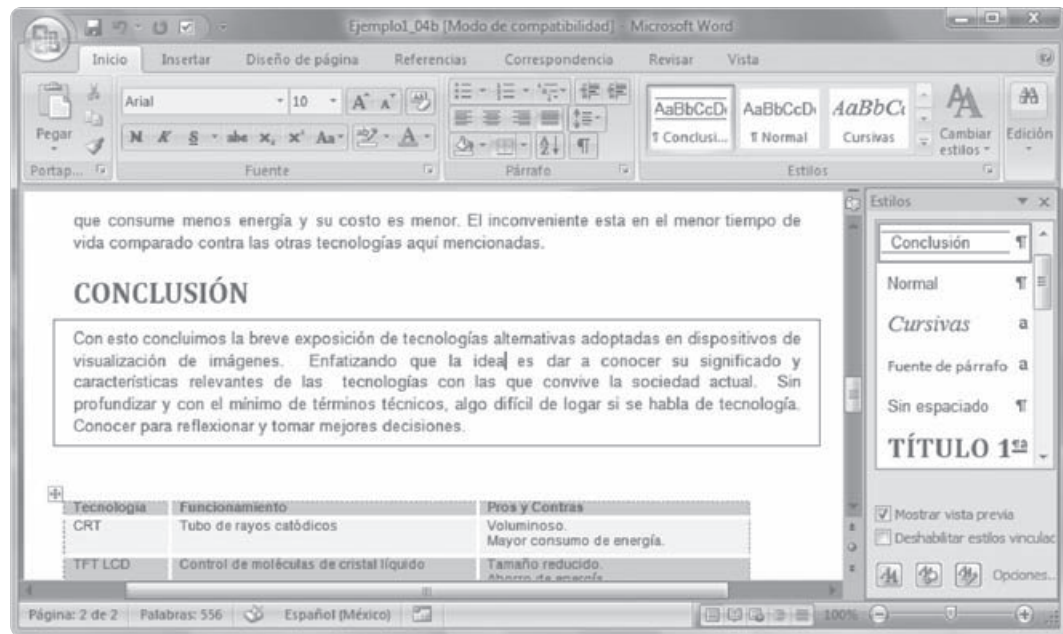 Ejemplo1_04b [Modo de compatibilidad] - Microsoft Word
Inicio Insertar Diseño de página Referencias Correspondencia Revisar Vista
Arial 10
Pegar
N K S abc x₂ x² Aa A
AaBbCcDı AaBbCcDı AaBbCı
¶ Conclusi... ¶ Normal Cursivas
Cambiar estilos
Edición
Portap... Fuente Párrafo Estilos
que consume menos energía y su costo es menor. El inconveniente esta en el menor tiempo de
vida comparado contra las otras tecnologías aquí mencionadas.
CONCLUSIÓN
Con esto concluimos la breve exposición de tecnologías alternativas adoptadas en dispositivos de
visualización de imágenes. Enfatizando que la idea es dar a conocer su significado y
características relevantes de las tecnologías con las que convive la sociedad actual. Sin
profundizar y con el mínimo de términos técnicos, algo difícil de logar si se habla de tecnología.
Conocer para reflexionar y tomar mejores decisiones.
Tecnología Funcionamiento Pros y Contras
CRT Tubo de rayos catódicos Voluminoso.
Mayor consumo de energía.
TFT LCD Control de moléculas de cristal líquido Tamaño reducido.
Ahorro de energía
Estilos
Conclusión ¶
Normal ¶
Cursivas a
Fuente de párrafo a
Sin espaciado ¶
TÍTULO 1 ¶a
Mostrar vista previa
Deshabilitar estilos vinculac
Opciones...
Página: 2 de 2 Palabras: 556 Español (México) 100%